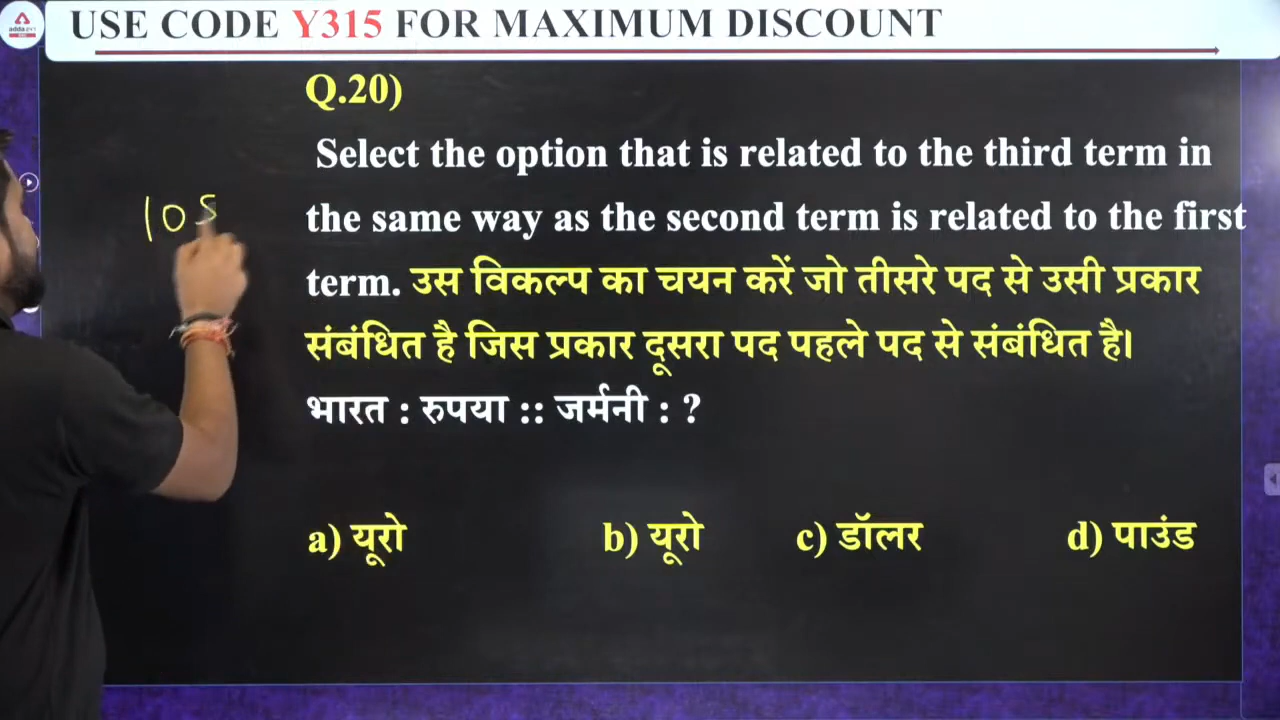 USE CODE Y315 FOR MAXIMUM DISCOUNT
Q.20)
Select the option that is related to the third term in
the same way as the second term is related to the first
term. उस विकल्प का चयन करें जो तीसरे पद से उसी प्रकार
संबंधित है जिस प्रकार दूसरा पद पहले पद से संबंधित है।
भारत : रुपया :: जर्मनी : ?
a) यूरो b) यूरो c) डॉलर d) पाउंड